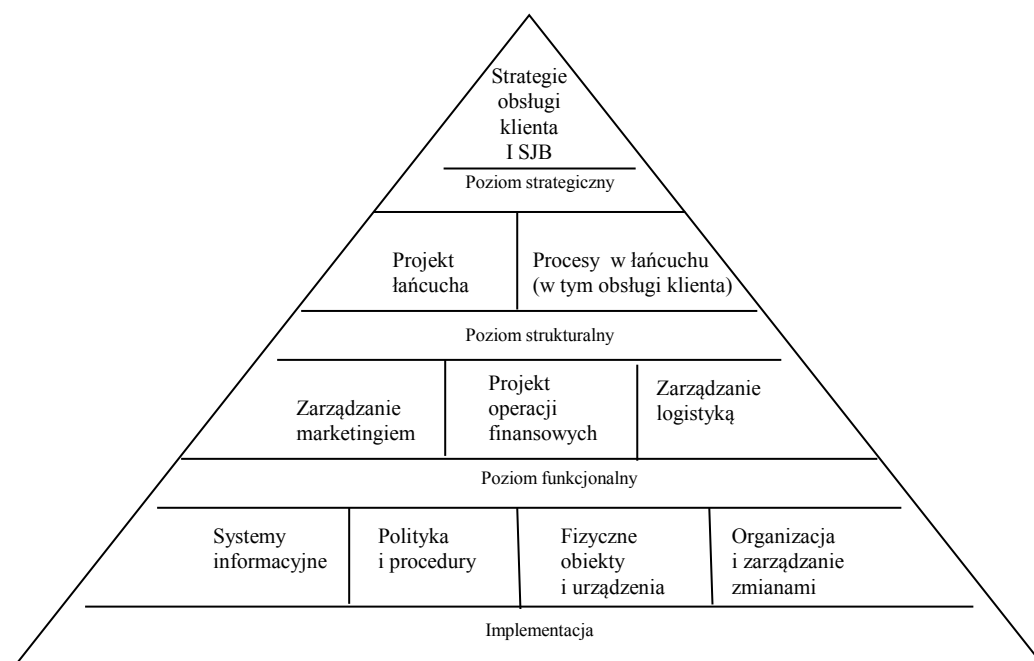 Strategie
obsługi
klienta
I SJB
Poziom strategiczny
Projekt
łańcucha
Procesy w łańcuchu
(w tym obsługi klienta)
Poziom strukturalny
Zarządzanie
marketingiem
Projekt
operacji
finansowych
Zarządzanie
logistyką
Poziom funkcjonalny
Systemy
informacyjne
Polityka
i procedury
Fizyczne
obiekty
i urządzenia
Organizacja
i zarządzanie
zmianami
Implementacja